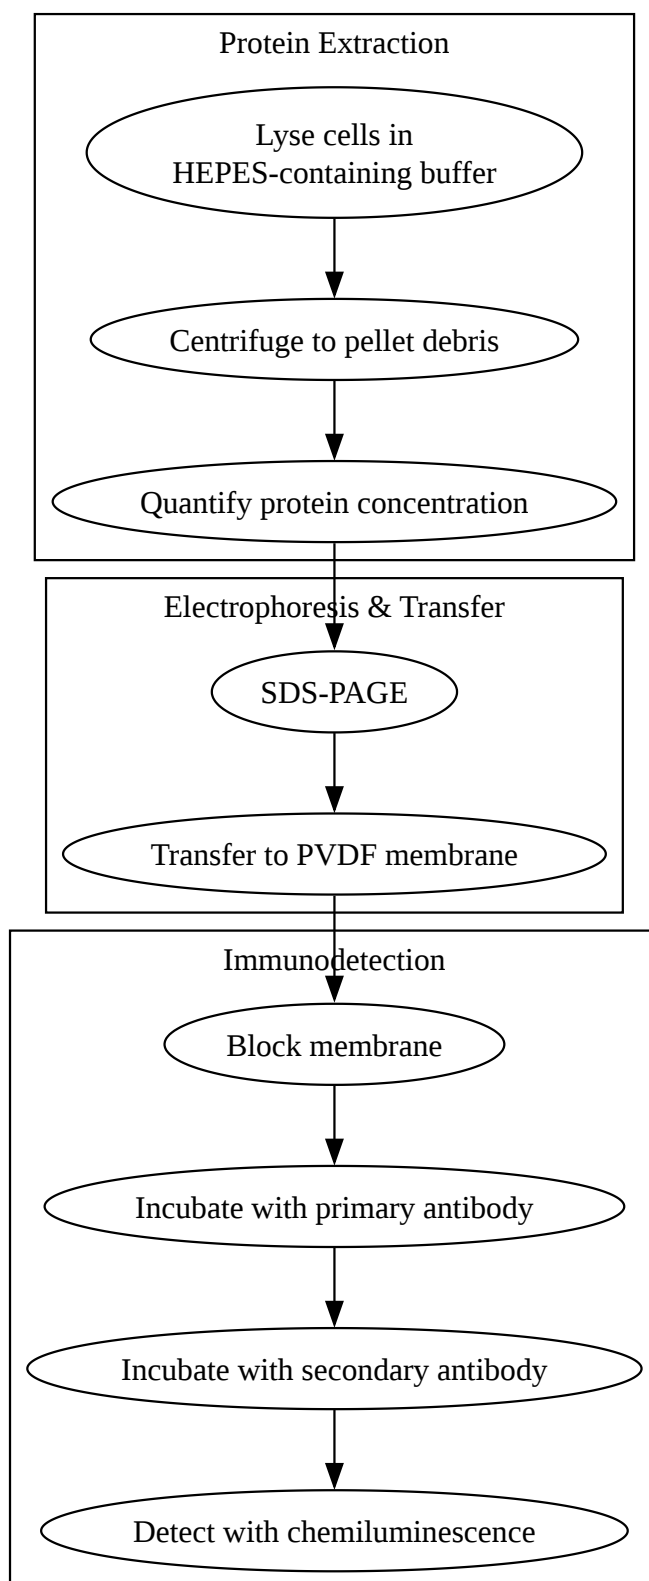 Protein Extraction
Lyse cells in
HEPES-containing buffer
Centrifuge to pellet debris
Quantify protein concentration
Electrophoresis & Transfer
SDS-PAGE
Transfer to PVDF membrane
Immunodetection
Block membrane
Incubate with primary antibody
Incubate with secondary antibody
Detect with chemiluminescence